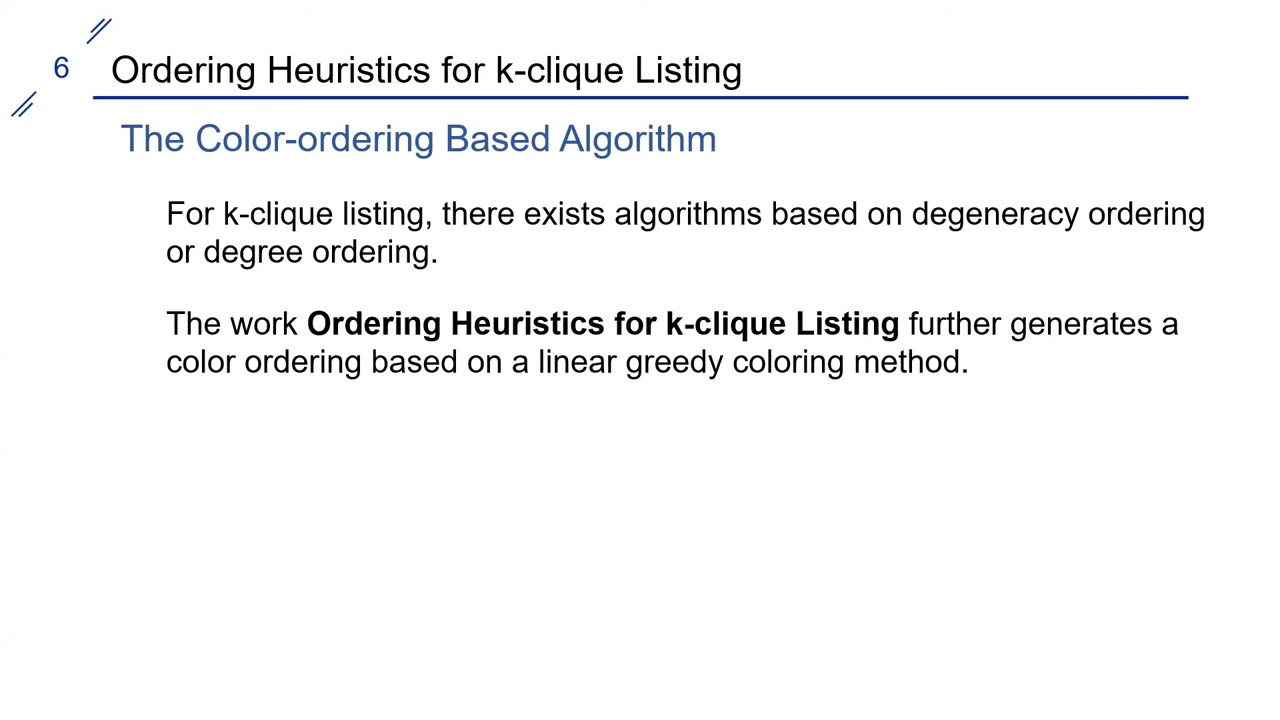 6
Ordering Heuristics for k-clique Listing
The Color-ordering Based Algorithm
For k-clique listing, there exists algorithms based on degeneracy ordering
or degree ordering.
The work Ordering Heuristics for k-clique Listing further generates a
color ordering based on a linear greedy coloring method.